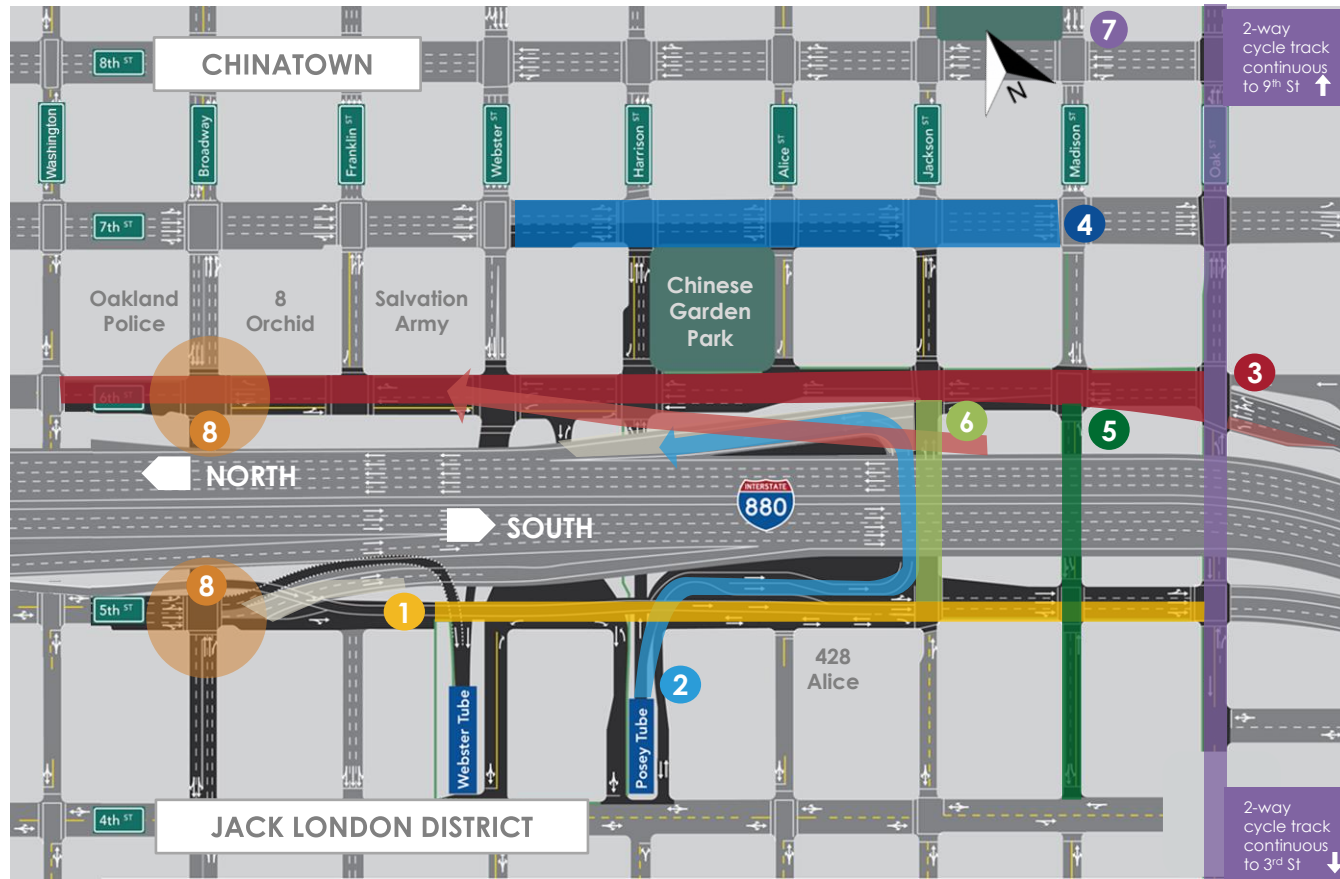 7
2-way
cycle track
continuous
to 9th St
8th ST
CHINATOWN
N
Washington
Broadway
Franklin ST
Webster ST
Harrison ST
Alice ST
Jackson ST
Madison ST
Oak ST
7th ST
4
Oakland
Police
8
Orchid
Salvation
Army
Chinese
Garden
Park
3
6th ST
8
6
5
NORTH
INTERSTATE
880
SOUTH
8
5th ST
1
2
428
Alice
Webster Tube
Posey Tube
4th ST
JACK LONDON DISTRICT
2-way
cycle track
continuous
to 3rd St